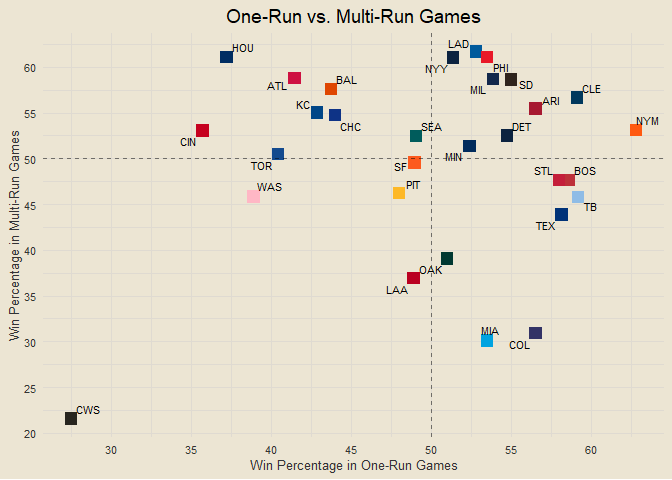 One-Run vs. Multi-Run Games
HOU
LAD
NYY
PHI
ATL
BAL
MIL
SD
CLE
KC
ARI
CHC
NYM
CIN
SEA
DET
TOR
MIN
SF
STL
BOS
WAS
PIT
TB
TEX
OAK
LAA
MIA
COL
CWS
60
55
50
45
40
35
30
25
20
30
35
40
45
50
55
60
Win Percentage in Multi-Run Games
Win Percentage in One-Run Games